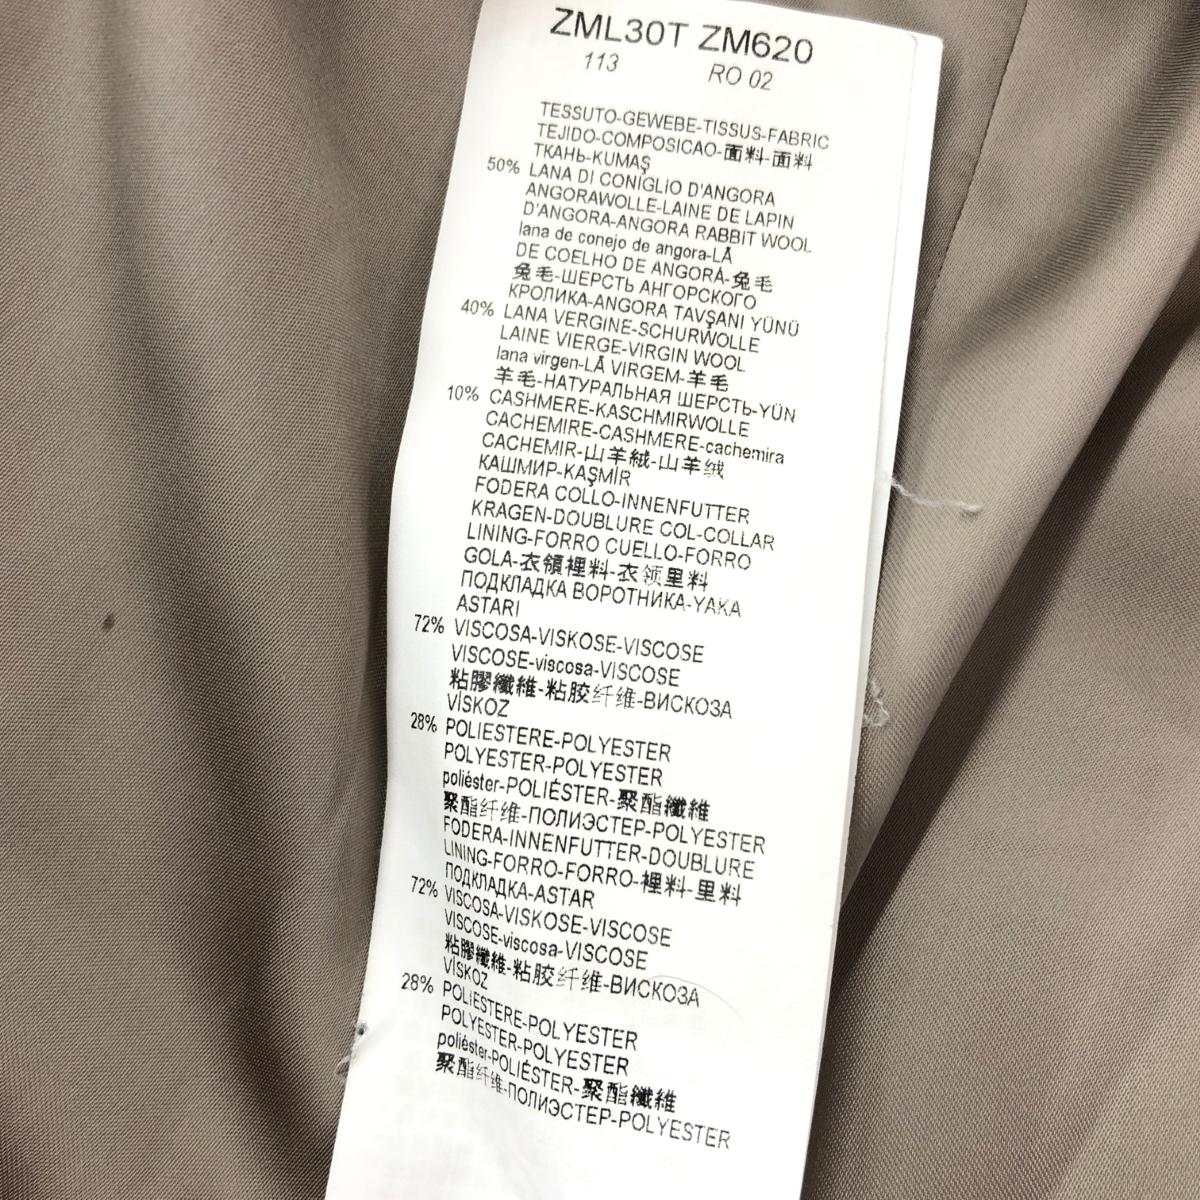 ZML30T ZM620
113 RO 02
TESSUTO-GEWEBE-TISSUS-FABRIC
TEJIDO-COMPOSICAO-面料-面料
ТКАНЬ-KUMAŞ
50% LANA DI CONIGLIO D'ANGORA
ANGORAWOLLE-LAINE DE LAPIN
D'ANGORA-ANGORA RABBIT WOOL
lana de conejo de angora-LÃ
DE COELHO DE ANGORÁ-兔毛
兔毛-ШЕРСТЬ АНГОРСКОГО
КРОЛИКА-ANGORA TAVŞANI YÜNÜ
40% LANA VERGINE-SCHURWOLLE
LAINE VIERGE-VIRGIN WOOL
lana virgen-LÃ VIRGEM-羊毛
羊毛-НАТУРАЛЬНАЯ ШЕРСТЬ-YÜN
10% CASHMERE-KASCHMIRWOLLE
CACHEMIRE-CASHMERE-cachemira
CACHEMIR-山羊絨-山羊绒
КАШМИР-KAŞMİR
FODERA COLLO-INNENFUTTER
KRAGEN-DOUBLURE COL-COLLAR
LINING-FORRO CUELLO-FORRO
GOLA-衣領裡料-衣领里料
ПОДКЛАДКА ВОРОТНИКА-YAKA
ASTARI
72% VISCOSA-VISKOSE-VISCOSE
VISCOSE-viscosa-VISCOSE
粘膠纖維-粘胶纤维-ВИСКОЗА
VİSKOZ
28% POLIESTERE-POLYESTER
POLYESTER-POLYESTER
poliéster-POLIÉSTER-聚酯纖維
聚酯纤维-ПОЛИЭСТЕР-POLYESTER
FODERA-INNENFUTTER-DOUBLURE
LINING-FORRO-FORRO-裡料-里料
ПОДКЛАДКА-ASTAR
72% VISCOSA-VISKOSE-VISCOSE
VISCOSE-viscosa-VISCOSE
粘膠纖維-粘胶纤维-ВИСКОЗА
VİSKOZ
28% POLIESTERE-POLYESTER
POLYESTER-POLYESTER
poliéster-POLIÉSTER-聚酯纖維
聚酯纤维-ПОЛИЭСТЕР-POLYESTER